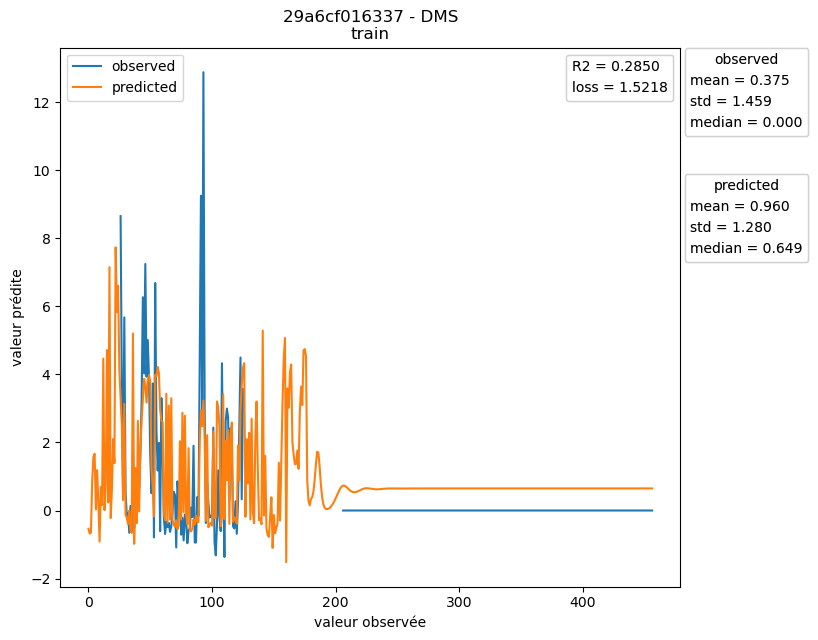 29a6cf016337 - DMS
train
observed
predicted
R2 = 0.2850
loss = 1.5218
observed
mean = 0.375
std = 1.459
median = 0.000
predicted
mean = 0.960
std = 1.280
median = 0.649
12
10
8
6
4
2
0
−2
valeur prédite
0
100
200
300
400
valeur observée